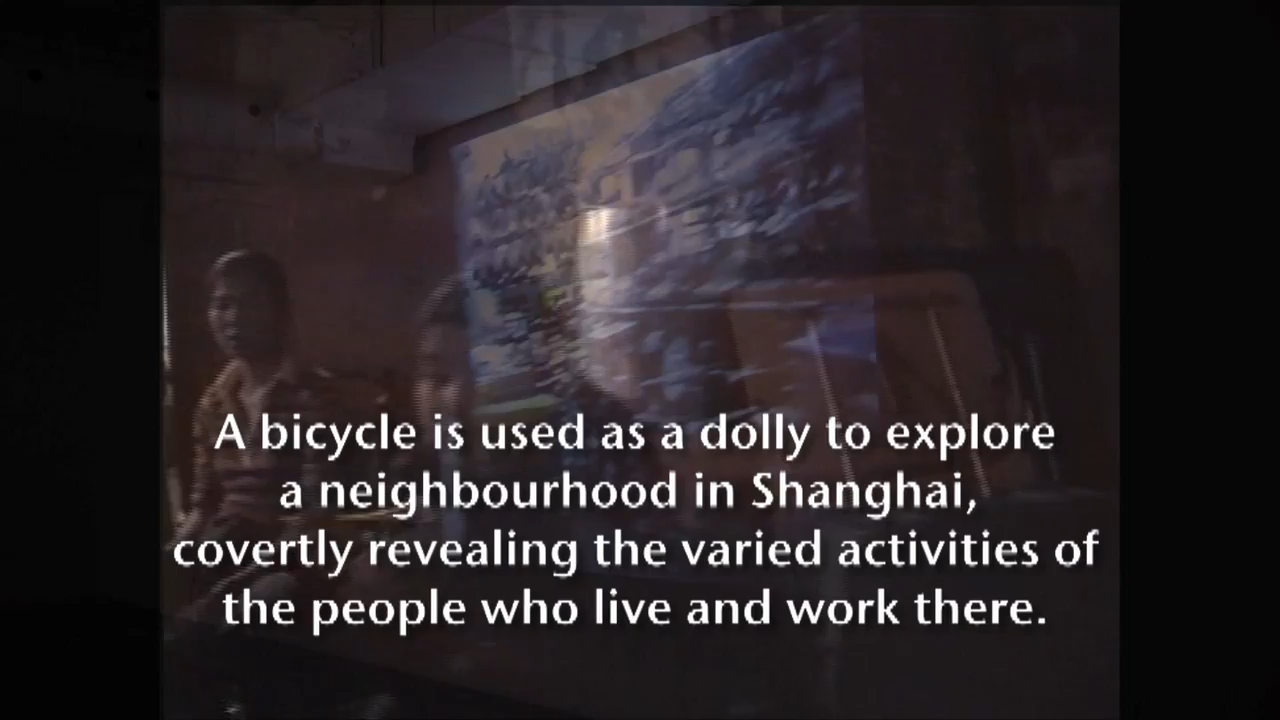 A bicycle is used as a dolly to explore
a neighbourhood in Shanghai,
covertly revealing the varied activities of
the people who live and work there.